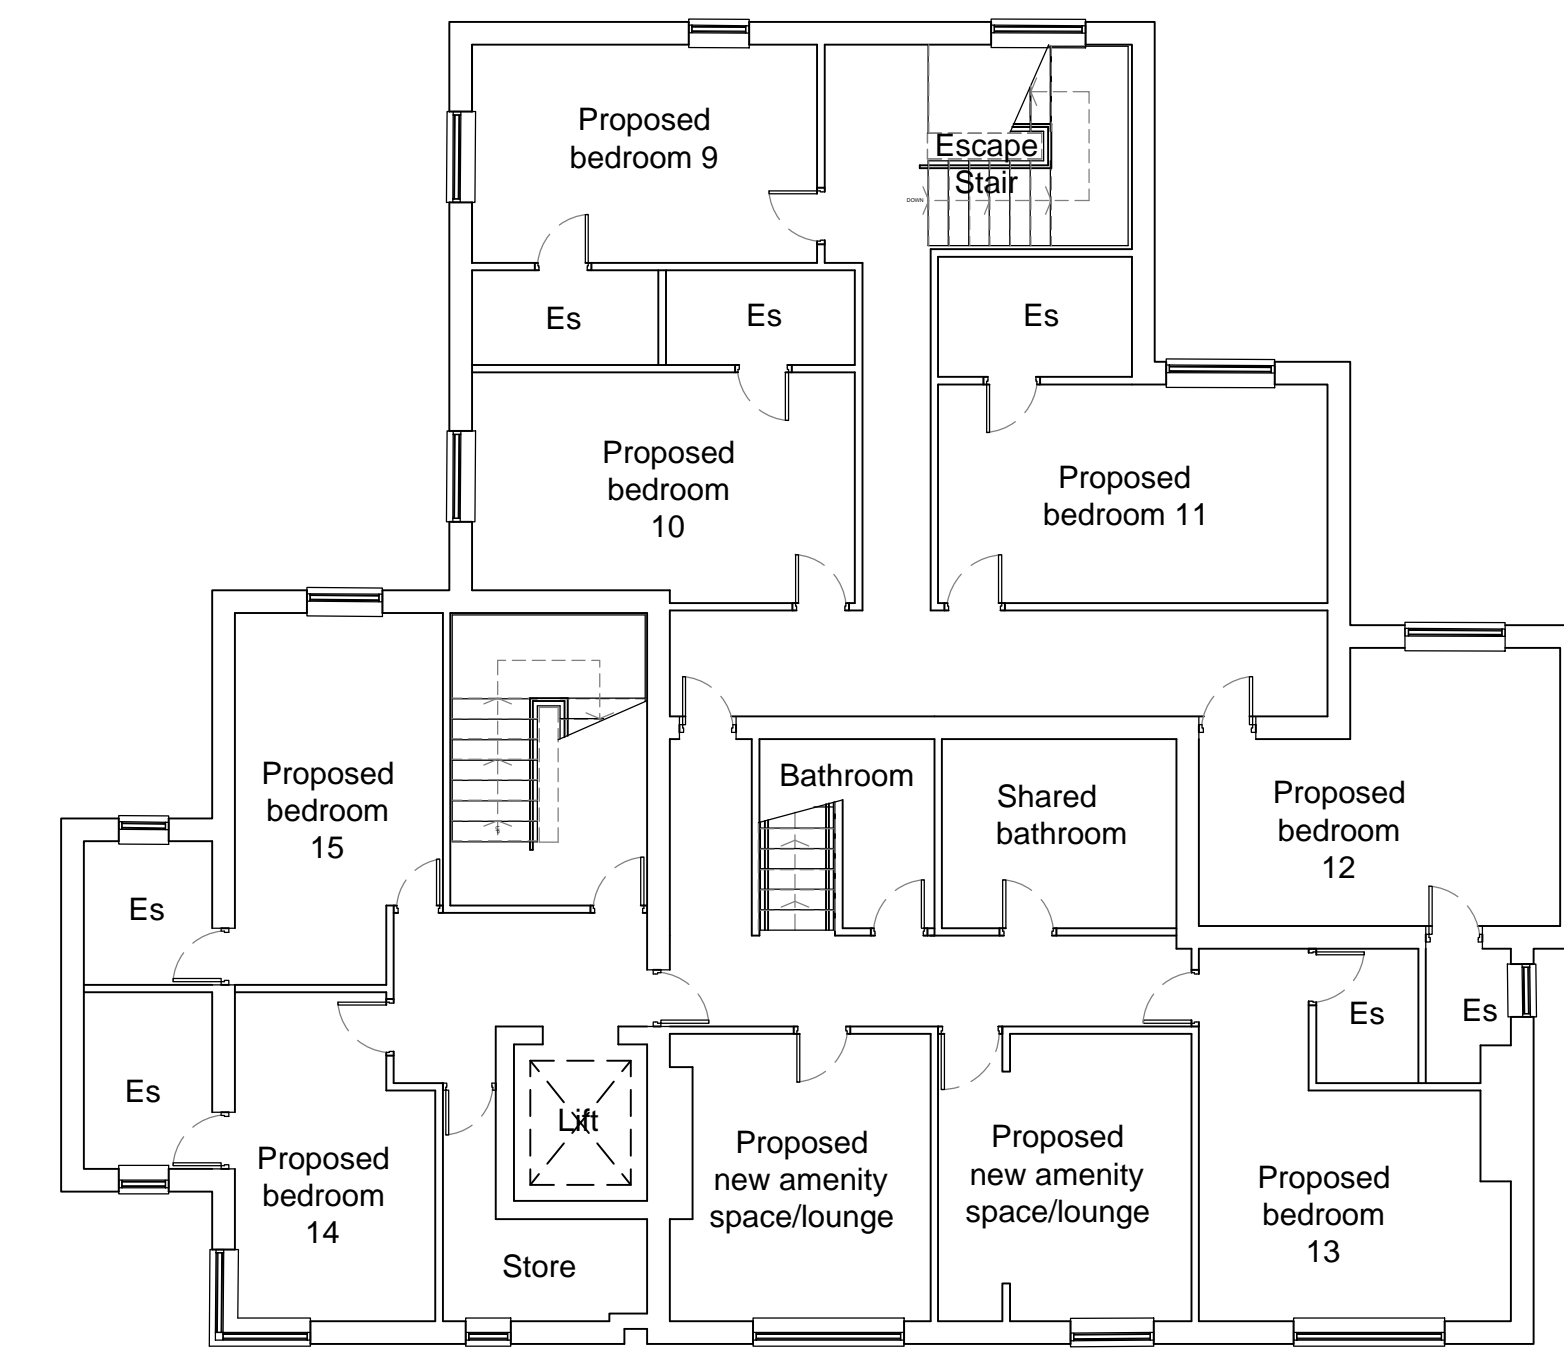 Proposed
bedroom 9
Escape
Stair
DOWN
Es
Es
Es
Proposed
bedroom
10
Proposed
bedroom 11
Proposed
bedroom
15
Bathroom
Shared
bathroom
Proposed
bedroom
12
Es
Es
Es
Es
Lift
Proposed
bedroom
14
Proposed
new amenity
space/lounge
Proposed
new amenity
space/lounge
Proposed
bedroom
13
Store